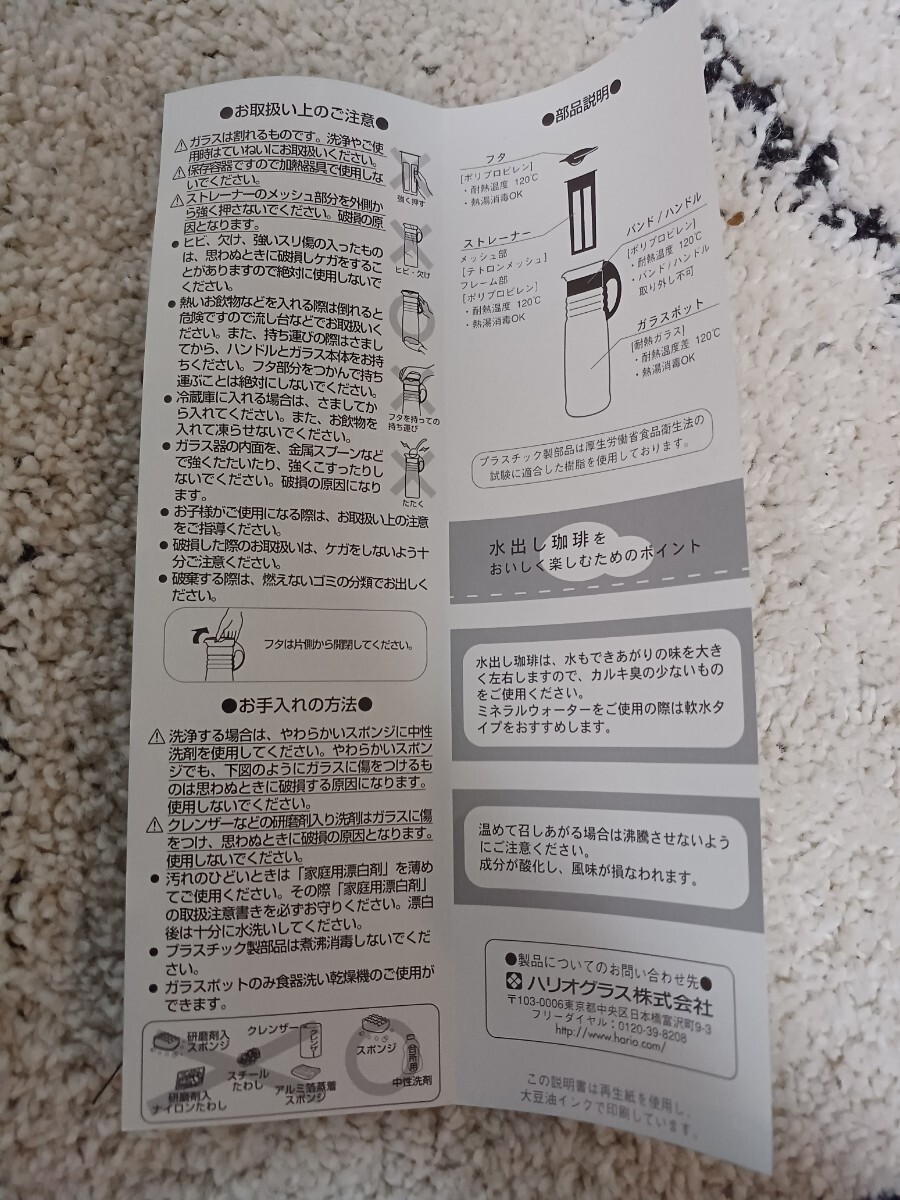 ●お取扱い上のご注意●
⚠ガラスは割れるものです。洗浄やご使
用時はていねいにお取扱いください。
⚠保存容器ですので加熱器具で使用しな
いでください。
⚠ストレーナーのメッシュ部分を外側か
ら強く押さないでください。破損の原
因となります。
● ヒビ、欠け、強いスリ傷の入ったもの
は、思わぬときに破損しケガをするこ
とがありますので絶対に使用しないで
ください。
● 熱いお飲物などを入れる際は倒れると
危険ですので流し台などでお取扱いく
ださい。また、持ち運びの際はさまし
てから、ハンドルとガラス本体をお持
ちください。フタ部分をつかんで持ち
運ぶことは絶対にしないでください。
● 冷蔵庫に入れる場合は、さましてか
ら入れてください。また、お飲物を
入れて凍らせないでください。
● ガラス器の内面を、金属スプーンなど
で強くたたいたり、強くこすったりし
ないでください。破損の原因になり
ます。
● お子様がご使用になる際は、お取扱い上の注意
をご指導ください。
● 破損した際のお取扱いは、ケガをしないよう十
分ご注意ください。
● 破棄する際は、燃えないゴミの分類でお出しく
ださい。
強く押す
ヒビ・欠け
フタを持っての
持ち運び
たたく
フタは片側から開閉してください。
●お手入れの方法●
⚠ 洗浄する場合は、やわらかいスポンジに中性
洗剤を使用してください。やわらかいスポン
ジでも、下図のようにガラスに傷をつけるも
のは思わぬときに破損する原因になります。
使用しないでください。
⚠ クレンザーなどの研磨剤入り洗剤はガラスに傷
をつけ、思わぬときに破損の原因となります。
使用しないでください。
● 汚れのひどいときは「家庭用漂白剤」を薄め
てご使用ください。その際「家庭用漂白剤」
の取扱注意書きを必ずお守りください。漂白
後は十分に水洗いしてください。
● プラスチック製部品は煮沸消毒しないでくだ
さい。
● ガラスポットのみ食器洗い乾燥機のご使用が
できます。
研磨剤入
スポンジ
クレンザー
クレンザー
スポンジ
台所用
中性洗剤
スチール
たわし
研磨剤入
ナイロンたわし
アルミ箔蒸着
スポンジ
●部品説明●
フタ
[ポリプロピレン]
・耐熱温度 120℃
・熱湯消毒OK
ストレーナー
メッシュ部
[テトロンメッシュ]
フレーム部
[ポリプロピレン]
・耐熱温度 120℃
・熱湯消毒OK
バンド/ハンドル
[ポリプロピレン]
・耐熱温度 120℃
・バンド/ハンドル
取り外し不可
ガラスポット
[耐熱ガラス]
・耐熱温度差 120℃
・熱湯消毒OK
プラスチック製部品は厚生労働省食品衛生法の
試験に適合した樹脂を使用しております。
水出し珈琲を
おいしく楽しむためのポイント
水出し珈琲は、水もできあがりの味を大き
く左右しますので、カルキ臭の少ないもの
をご使用ください。
ミネラルウォーターをご使用の際は軟水タ
イプをおすすめします。
温めて召しあがる場合は沸騰させないよう
にご注意ください。
成分が酸化し、風味が損なわれます。
●製品についてのお問い合わせ先●
ハリオグラス株式会社
〒103-0006東京都中央区日本橋富沢町9-3
フリーダイヤル：0120-39-8208
http://www.hario.com/
この説明書は再生紙を使用し、
大豆油インクで印刷しています。